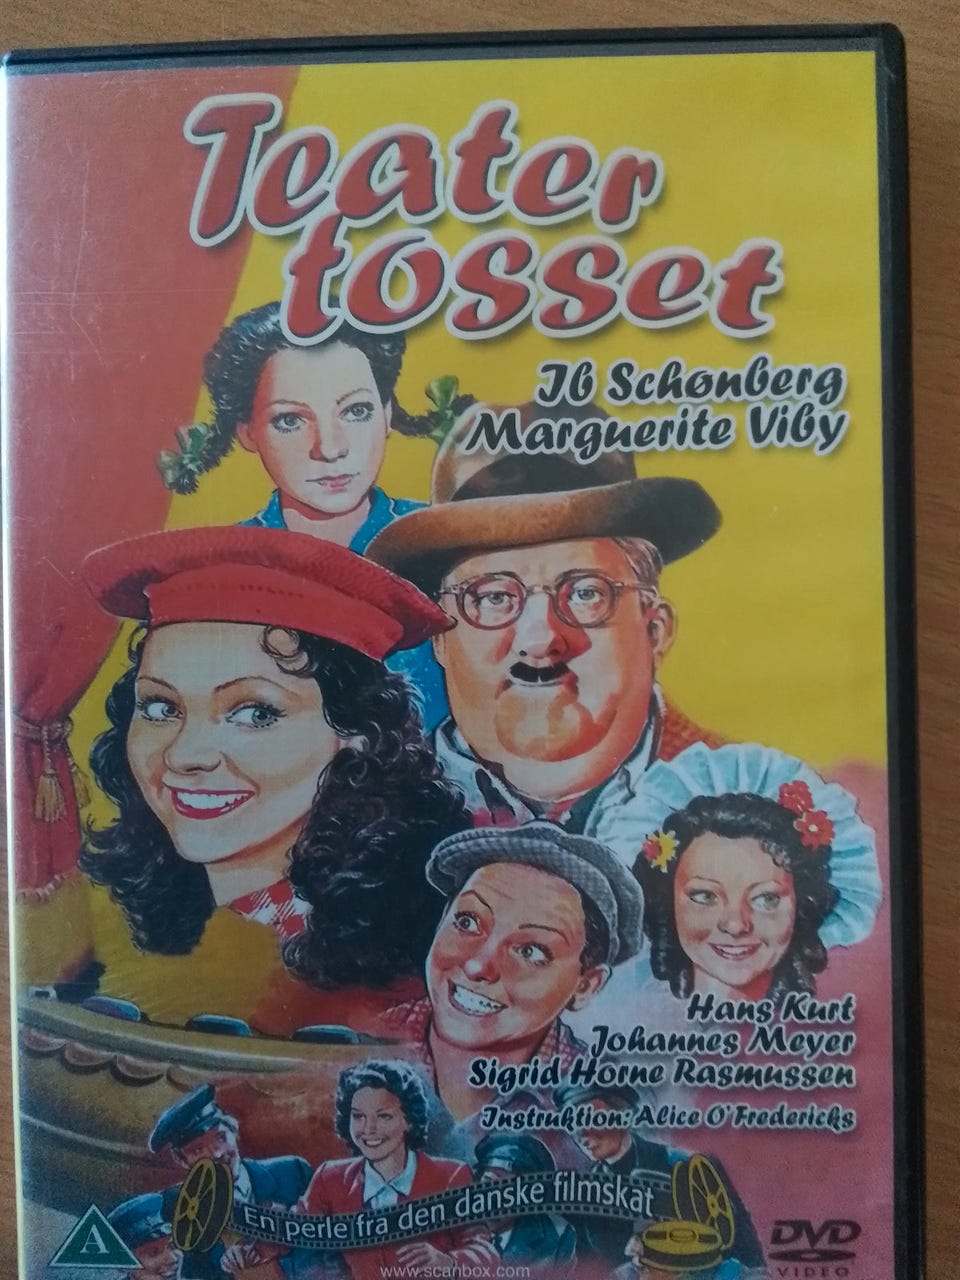 Teater
tosset
Ib Schønberg
Marguerite Viby
Hans Kurt
Johannes Meyer
Sigrid Horne Rasmussen
Instruktion: Alice O'Fredericks
En perle fra den danske filmskat
A
DVD
VIDEO
www.scanbox.com